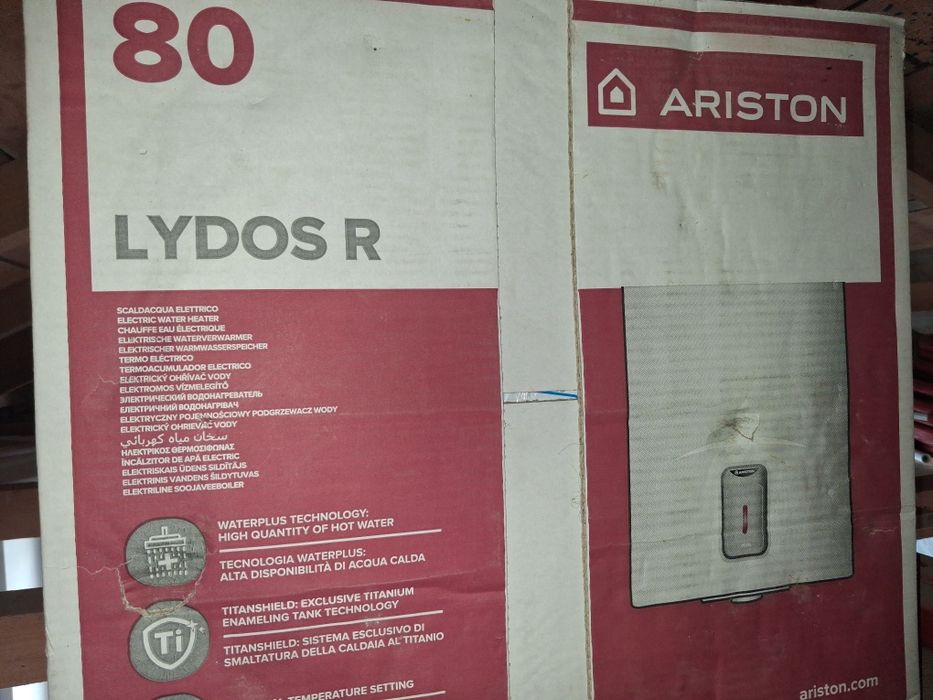 80
ARISTON
LYDOS R
SCALDACQUA ELETTRICO
ELECTRIC WATER HEATER
CHAUFFE EAU ÉLECTRIQUE
ELEKTRISCHE WATERVERWARMER
ELEKTRISCHER WARMWASSERSPEICHER
TERMO ELÉCTRICO
TERMOACUMULADOR ELECTRICO
ELEKTRICKÝ OHŘÍVAČ VODY
ELEKTROMOS VÍZMELEGÍTŐ
ЭЛЕКТРИЧЕСКИЙ ВОДОНАГРЕВАТЕЛЬ
ЕЛЕКТРИЧНИЙ ВОДОНАГРІВАЧ
ELEKTRYCZNY POJEMNOŚCIOWY PODGRZEWACZ WODY
ELEKTRICKÝ OHRIEVAČ VODY
سخان مياه كهربائي
ΗΛΕΚΤΡΙΚΟΣ ΘΕΡΜΟΣΙΦΩΝΑΣ
ÎNCĂLZITOR DE APĂ ELECTRIC
ELEKTRISKAIS ŪDENS SILDĪTĀJS
ELEKTRINIS VANDENS ŠILDYTUVAS
ELEKTRILINE SOOJAVEEBOILER
ARISTON
WATERPLUS TECHNOLOGY:
HIGH QUANTITY OF HOT WATER
TECNOLOGIA WATERPLUS:
ALTA DISPONIBILITÀ DI ACQUA CALDA
Ti
TITANSHIELD: EXCLUSIVE TITANIUM
ENAMELING TANK TECHNOLOGY
TITANSHIELD: SISTEMA ESCLUSIVO DI
SMALTATURA DELLA CALDAIA AL TITANIO
TEMPERATURE SETTING
ariston.com